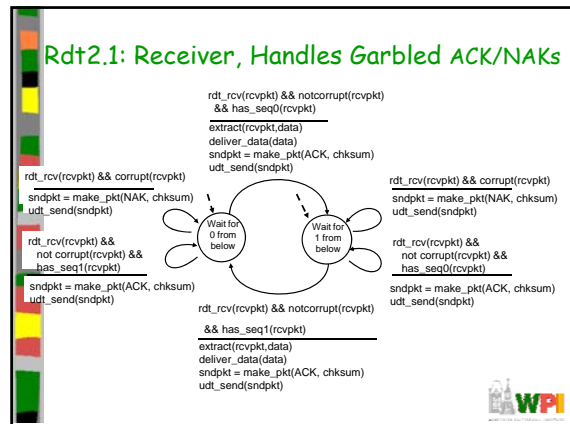 Rdt2.1: Receiver, Handles Garbled ACK/NAKs
rdt_rcv(rcvpkt) && notcorrupt(rcvpkt)
&& has_seq0(rcvpkt)
extract(rcvpkt,data)
deliver_data(data)
sndpkt = make_pkt(ACK, chksum)
udt_send(sndpkt)
rdt_rcv(rcvpkt) && corrupt(rcvpkt)
sndpkt = make_pkt(NAK, chksum)
udt_send(sndpkt)
rdt_rcv(rcvpkt) &&
not corrupt(rcvpkt) &&
has_seq1(rcvpkt)
sndpkt = make_pkt(ACK, chksum)
udt_send(sndpkt)
Wait for
0 from
below
Wait for
1 from
below
rdt_rcv(rcvpkt) && corrupt(rcvpkt)
sndpkt = make_pkt(NAK, chksum)
udt_send(sndpkt)
rdt_rcv(rcvpkt) &&
not corrupt(rcvpkt) &&
has_seq0(rcvpkt)
sndpkt = make_pkt(ACK, chksum)
udt_send(sndpkt)
rdt_rcv(rcvpkt) && notcorrupt(rcvpkt)
&& has_seq1(rcvpkt)
extract(rcvpkt,data)
deliver_data(data)
sndpkt = make_pkt(ACK, chksum)
udt_send(sndpkt)
WPI